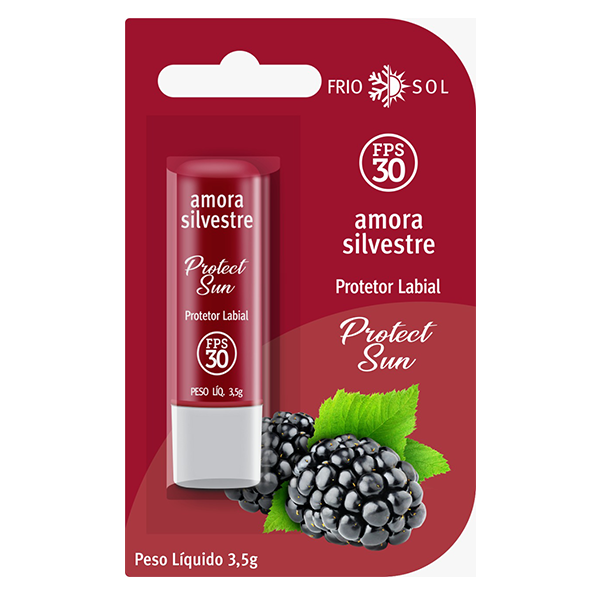 FRIO SOL
FPS
30
amora
silvestre
Protetor Labial
Protect
Sun
amora
silvestre
Protect
Sun
Protetor Labial
FPS
30
PESO LÍQ. 3,5g
Peso Líquido 3,5g